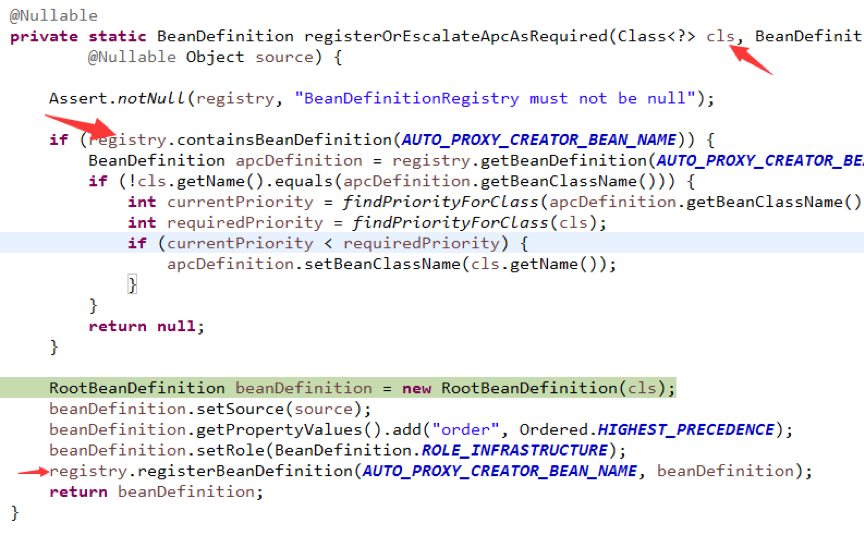 @Nullable
private static BeanDefinition registerOrEscalateApcAsRequired(Class<?> cls, BeanDefinit
@Nullable Object source) {
Assert.notNull(registry, "BeanDefinitionRegistry must not be null");
if (registry.containsBeanDefinition(AUTO_PROXY_CREATOR_BEAN_NAME)) {
BeanDefinition apcDefinition = registry.getBeanDefinition(AUTO_PROXY_CREATOR_BEA
if (!cls.getName().equals(apcDefinition.getBeanClassName())) {
int currentPriority = findPriorityForClass(apcDefinition.getBeanClassName()
int requiredPriority = findPriorityForClass(cls);
if (currentPriority < requiredPriority) {
apcDefinition.setBeanClassName(cls.getName());
}
}
return null;
}
RootBeanDefinition beanDefinition = new RootBeanDefinition(cls);
beanDefinition.setSource(source);
beanDefinition.getPropertyValues().add("order", Ordered.HIGHEST_PRECEDENCE);
beanDefinition.setRole(BeanDefinition.ROLE_INFRASTRUCTURE);
registry.registerBeanDefinition(AUTO_PROXY_CREATOR_BEAN_NAME, beanDefinition);
return beanDefinition;
}